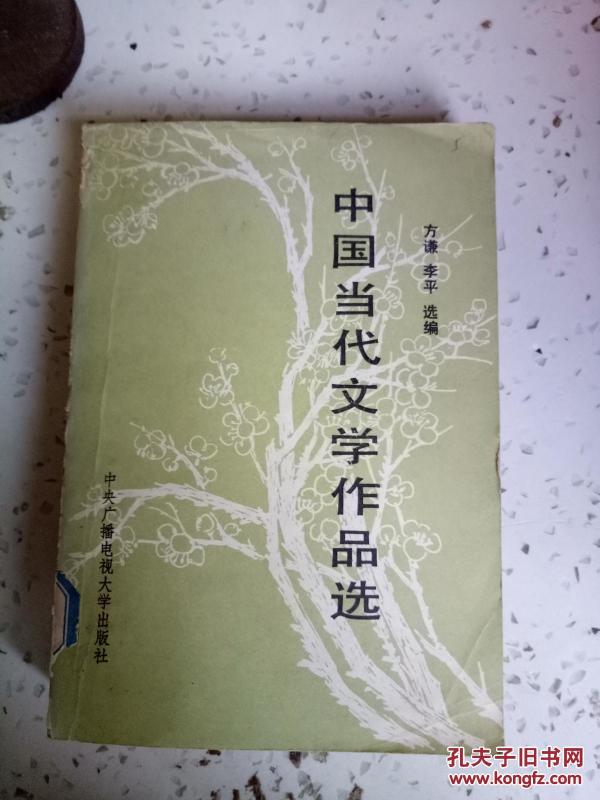 中国当代文学作品选
方谦 李平 选编
中央广播电视大学出版社
孔夫子旧书网
www.kongfz.com